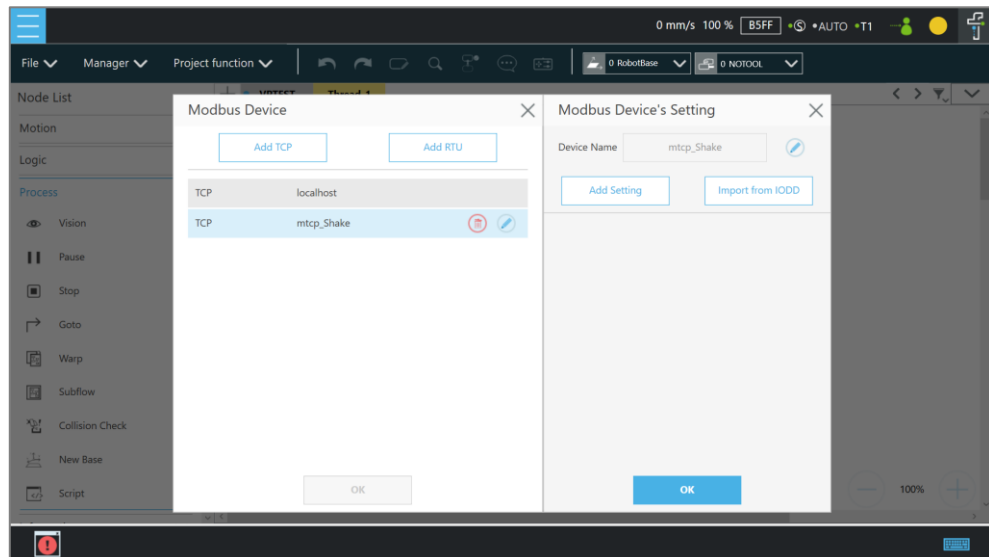 0 mm/s 100 % B5FF •Ⓢ •AUTO •T1
File Manager Project function 0 RobotBase 0 NOTOOL
Node List
VPTEST Thread_1
Motion
Logic
Process
Vision
Pause
Stop
Goto
Warp
Subflow
Collision Check
New Base
Script
Modbus Device
Add TCP Add RTU
TCP localhost
TCP mtcp_Shake
OK
Modbus Device's Setting
Device Name mtcp_Shake
Add Setting Import from IODD
OK
100%